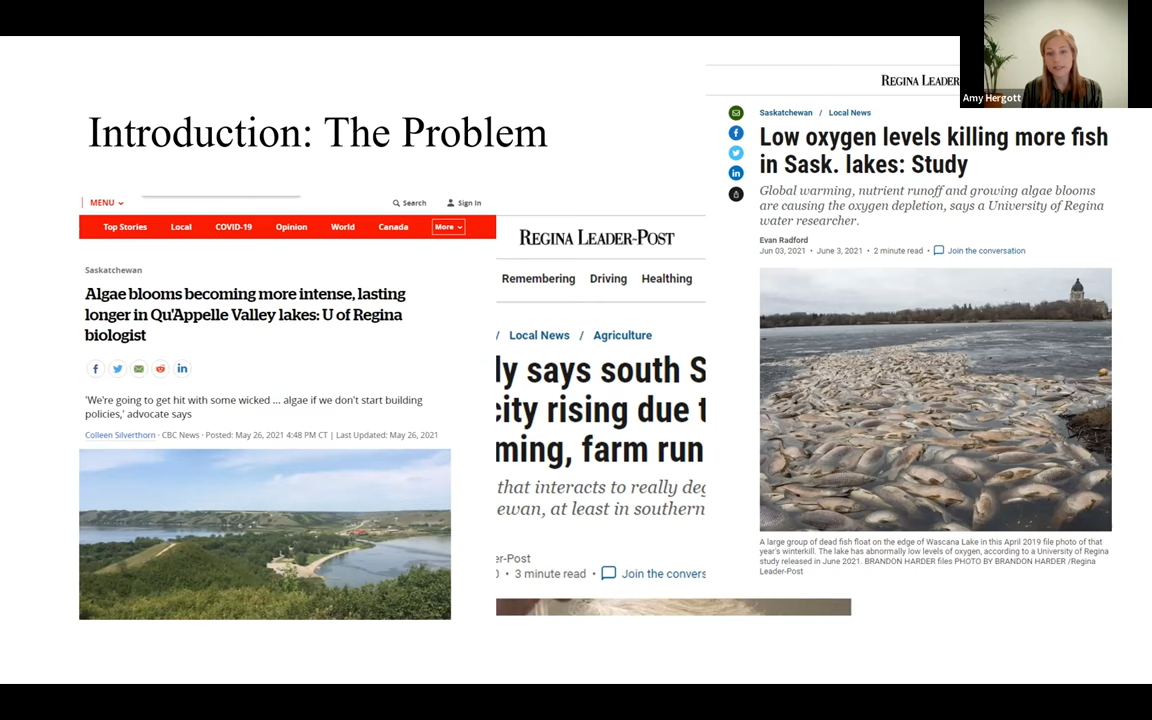 Introduction: The Problem
MENU
Search
Sign In
Top Stories
Local
COVID-19
Opinion
World
Canada
More
Saskatchewan
Algae blooms becoming more intense, lasting
longer in Qu'Appelle Valley lakes: U of Regina
biologist
'We're going to get hit with some wicked ... algae if we don't start building
policies,' advocate says
Colleen Silverthorn · CBC News · Posted: May 26, 2021 4:48 PM CT | Last Updated: May 26, 2021
REGINA LEADER-POST
Remembering
Driving
Healthing
/ Local News / Agriculture
ly says south S
city rising due t
ming, farm run
that interacts to really deg
ewan, at least in southern
er-Post
• 3 minute read •
Join the convers
REGINA LEADER
Saskatchewan / Local News
Low oxygen levels killing more fish
in Sask. lakes: Study
Global warming, nutrient runoff and growing algae blooms
are causing the oxygen depletion, says a University of Regina
water researcher.
Evan Radford
Jun 03, 2021 • June 3, 2021 • 2 minute read •
Join the conversation
A large group of dead fish float on the edge of Wascana Lake in this April 2019 file photo of that
year's winterkill. The lake has abnormally low levels of oxygen, according to a University of Regina
study released in June 2021. BRANDON HARDER files PHOTO BY BRANDON HARDER /Regina
Leader-Post
Amy Hergott